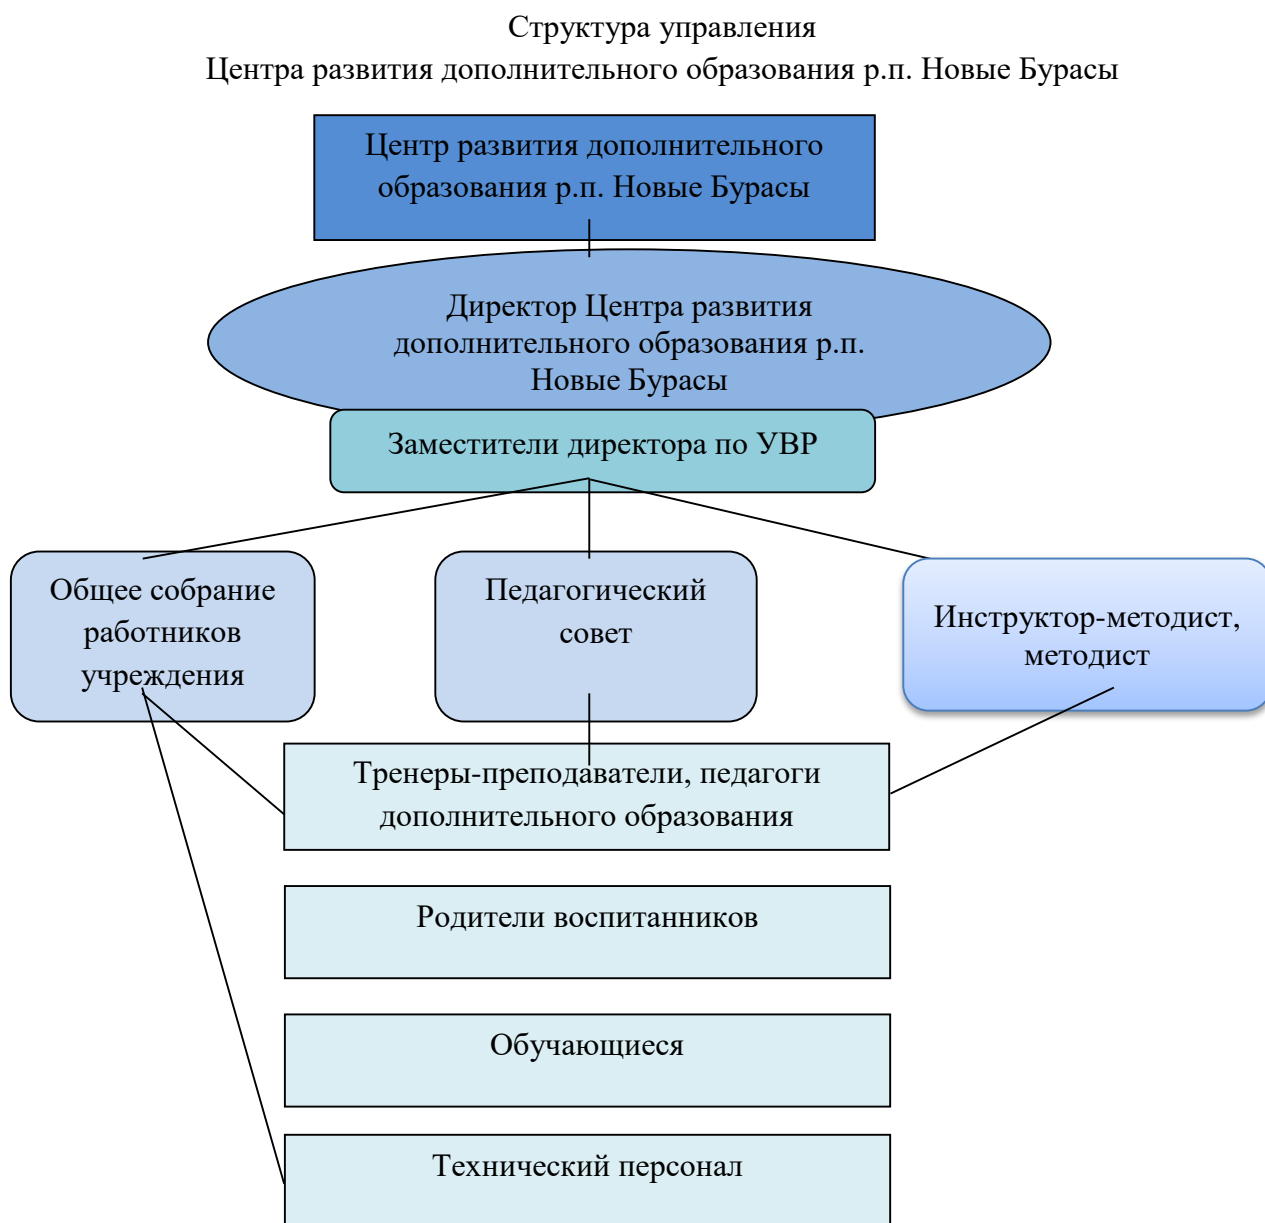 Структура управления
Центра развития дополнительного образования р.п. Новые Бурасы
Центр развития дополнительного
образования р.п. Новые Бурасы
Директор Центра развития
дополнительного образования р.п.
Новые Бурасы
Заместители директора по УВР
Общее собрание
работников
учреждения
Педагогический
совет
Инструктор-методист,
методист
Тренеры-преподаватели, педагоги
дополнительного образования
Родители воспитанников
Обучающиеся
Технический персонал